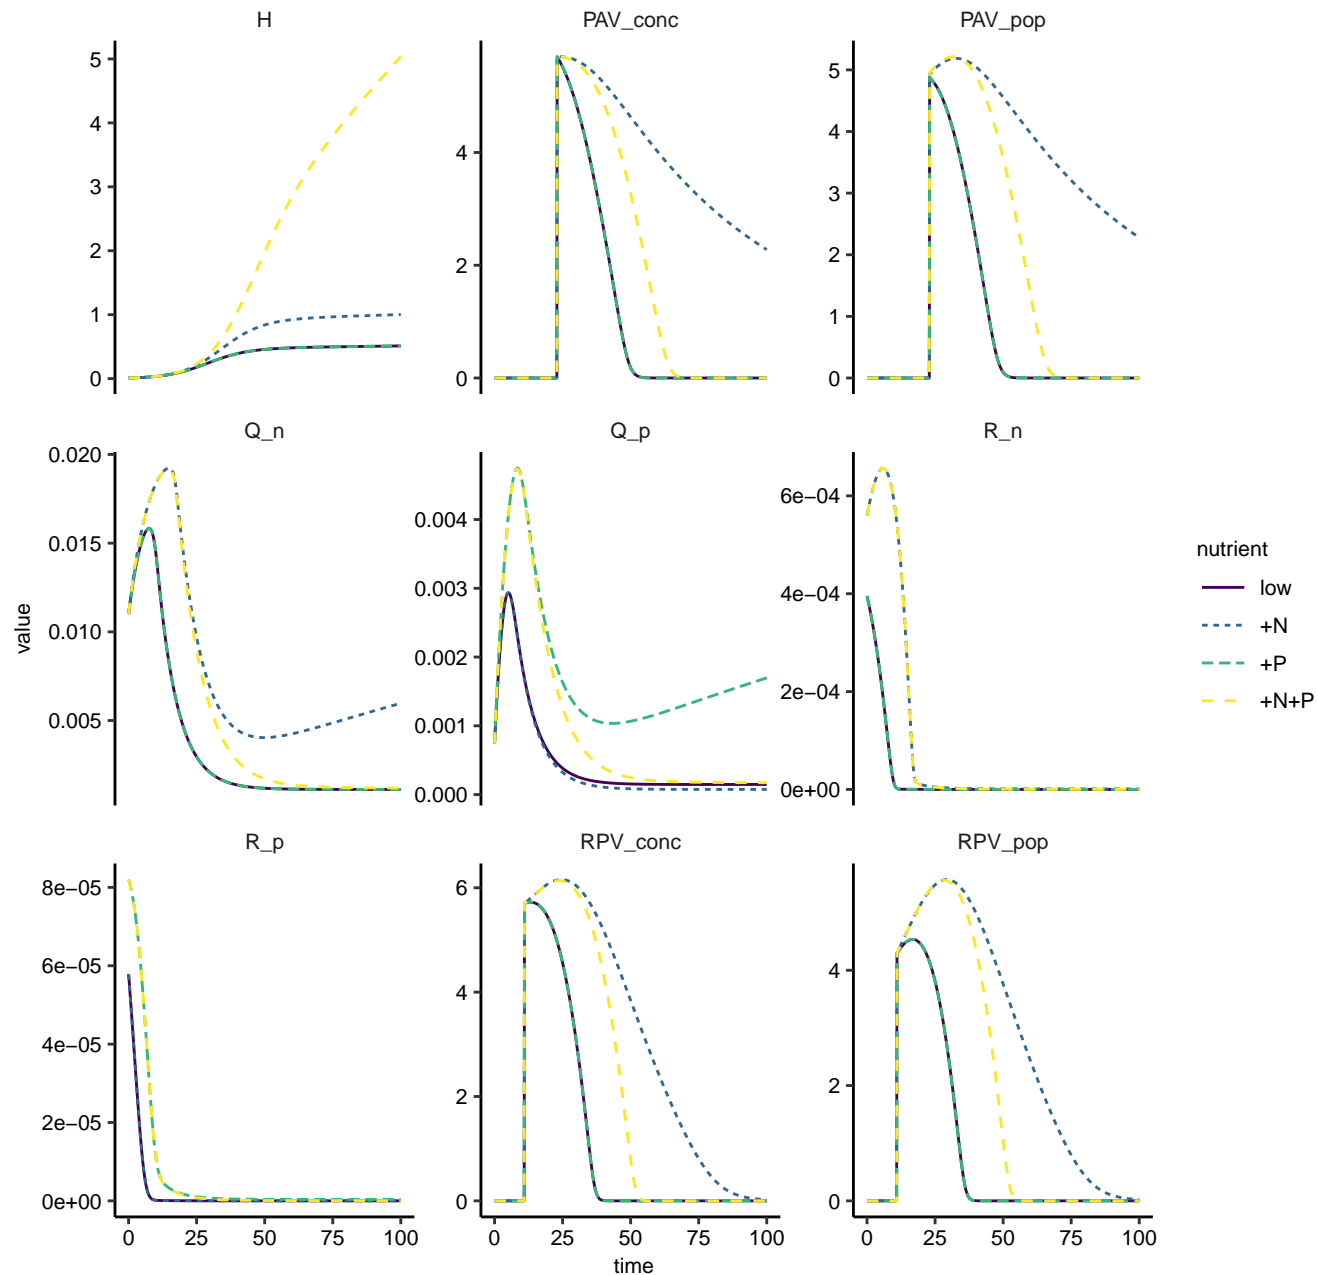 H
PAV_conc
PAV_pop
5
4
3
2
1
0
4
2
0
5
4
3
2
1
0
Q_n
Q_p
R_n
0.020
0.015
0.010
0.005
0.004
0.003
0.002
0.001
0.000
6e−04
4e−04
2e−04
0e+00
value
nutrient
low
+N
+P
+N+P
R_p
RPV_conc
RPV_pop
8e−05
6e−05
4e−05
2e−05
0e+00
6
4
2
0
4
2
0
0 25 50 75 100
0 25 50 75 100
0 25 50 75 100
time